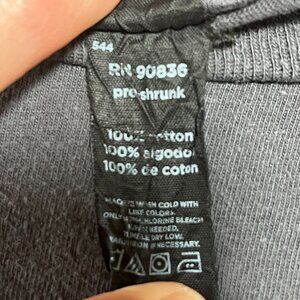 544
RN 90836
pre-shrunk
100% cotton
100% algodon
100% de coton
MACHINE WASH COLD WITH
LIKE COLORS.
ONLY NON-CHLORINE BLEACH
WHEN NEEDED.
TUMBLE DRY LOW.
WARM IRON IF NECESSARY.